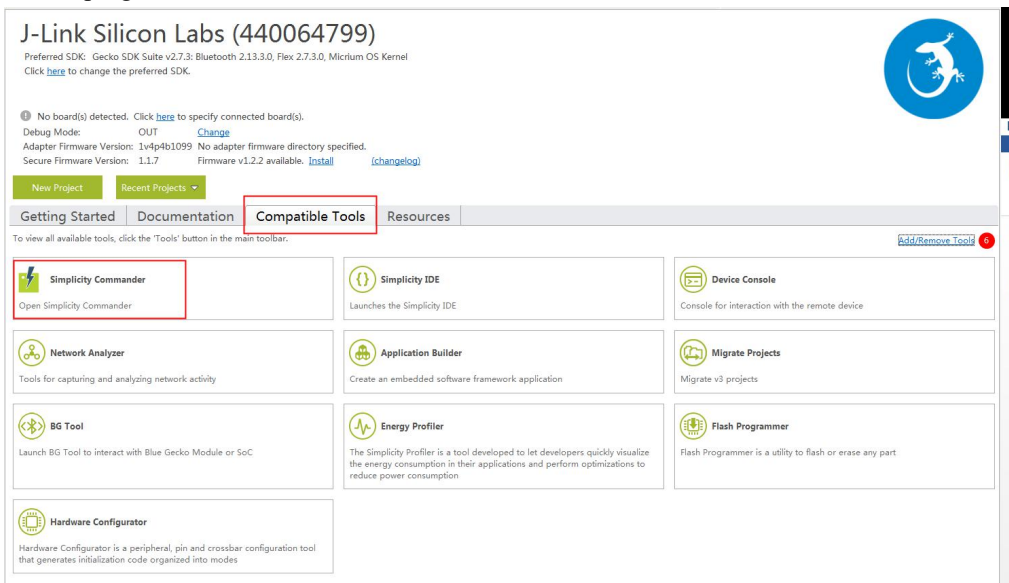 J-Link Silicon Labs (440064799)
Preferred SDK: Gecko SDK Suite v2.7.3: Bluetooth 2.13.3.0, Flex 2.7.3.0, Micrium OS Kernel
Click here to change the preferred SDK.
No board(s) detected. Click here to specify connected board(s).
Debug Mode: OUT Change
Adapter Firmware Version: 1v4p4b1099 No adapter firmware directory specified.
Secure Firmware Version: 1.1.7 Firmware v1.2.2 available. Install (changelog)
New Project Recent Projects
Getting Started Documentation Compatible Tools Resources
To view all available tools, click the 'Tools' button in the main toolbar. Add/Remove Tools 6
Simplicity Commander
Open Simplicity Commander
Simplicity IDE
Launches the Simplicity IDE
Device Console
Console for interaction with the remote device
Network Analyzer
Tools for capturing and analyzing network activity
Application Builder
Create an embedded software framework application
Migrate Projects
Migrate v3 projects
BG Tool
Launch BG Tool to interact with Blue Gecko Module or SoC
Energy Profiler
The Simplicity Profiler is a tool developed to let developers quickly visualize
the energy consumption in their applications and perform optimizations to
reduce power consumption
Flash Programmer
Flash Programmer is a utility to flash or erase any part
Hardware Configurator
Hardware Configurator is a peripheral, pin and crossbar configuration tool
that generates initialization code organized into modes